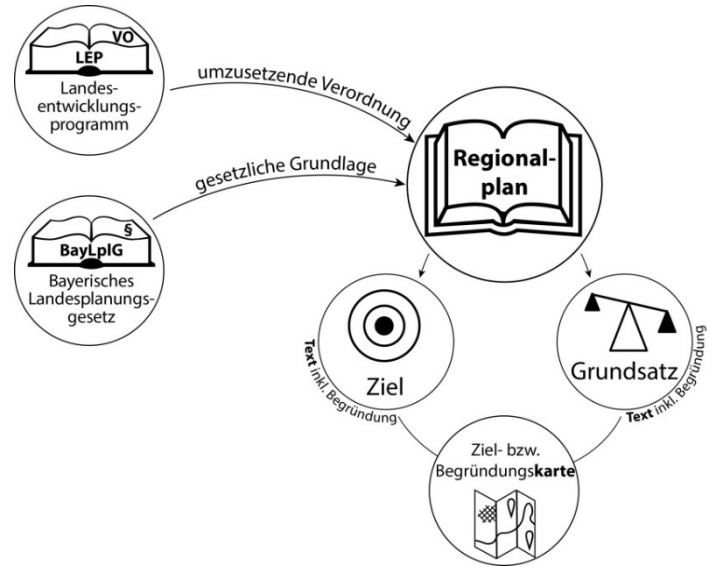 VO
LEP
Landes-
entwicklungs-
programm
umzusetzende Verordnung
gesetzliche Grundlage
§
BayLplG
Bayerisches
Landesplanungs-
gesetz
Regional-
plan
Ziel
Text inkl. Begründung
Grundsatz
Text inkl. Begründung
Ziel- bzw.
Begründungskarte